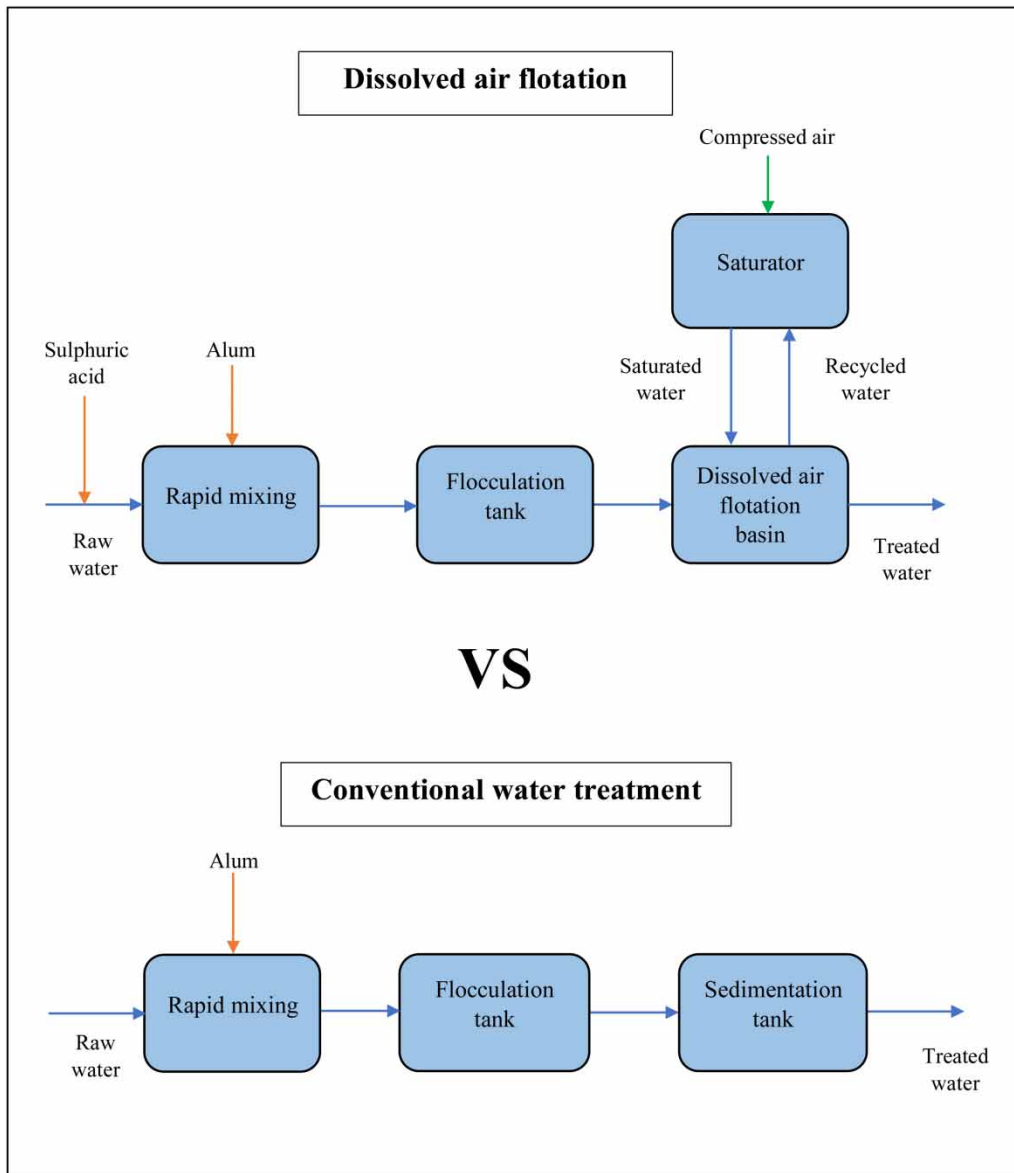 Dissolved air flotation
Compressed air
Saturator
Sulphuric
acid
Alum
Saturated
water
Recycled
water
Rapid mixing
Flocculation
tank
Dissolved air
flotation
basin
Raw
water
Treated
water
VS
Conventional water treatment
Alum
Rapid mixing
Flocculation
tank
Sedimentation
tank
Raw
water
Treated
water